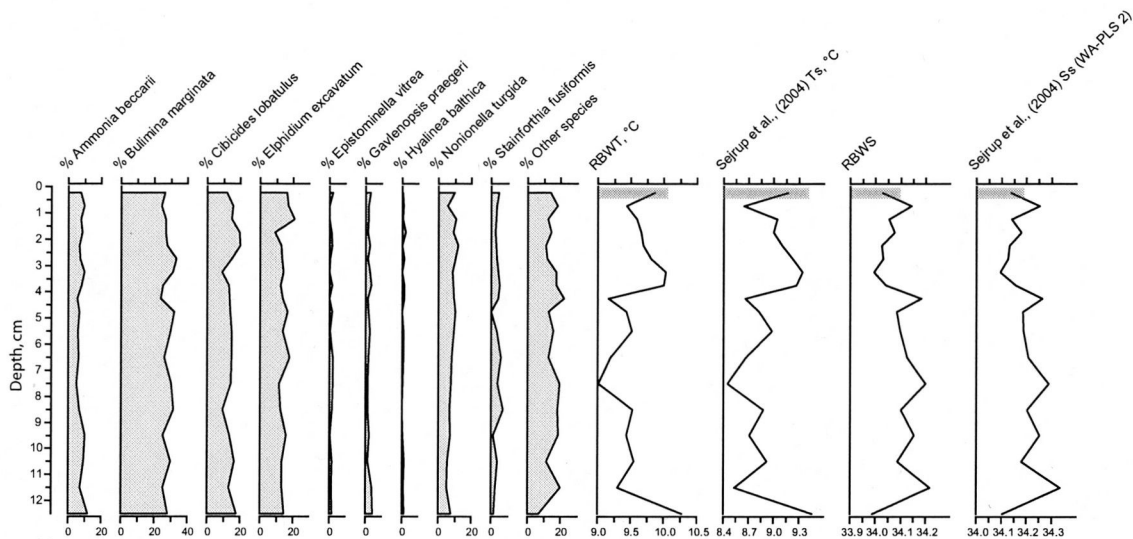 % Ammonia beccarii
% Bulimina marginata
% Cibicides lobatulus
% Elphidium excavatum
% Epistominella vitrea
% Gavlenopsis praegeri
% Hyalinea balthica
% Nonionella turgida
% Stainforthia fusiformis
% Other species
RBWT, °C
Sejrup et al., (2004) Ts, °C
RBWS
Sejrup et al., (2004) Ss (WA-PLS 2)
Depth, cm
0
1
2
3
4
5
6
7
8
9
10
11
12
0 20
0 20 40
0 20
0 20
0
0
0
0 20
0
0 20
9.0 9.5 10.0 10.5
8.4 8.7 9.0 9.3
33.9 34.0 34.1 34.2
34.0 34.1 34.2 34.3